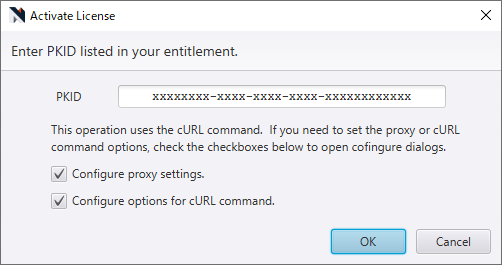 Activate License
Enter PKID listed in your entitlement.
PKID
xxxxxxxx-xxxx-xxxx-xxxx-xxxxxxxxxxxx
This operation uses the cURL command.  If you need to set the proxy or cURL
command options, check the checkboxes below to open cofingure dialogs.
Configure proxy settings.
Configure options for cURL command.
OK
Cancel